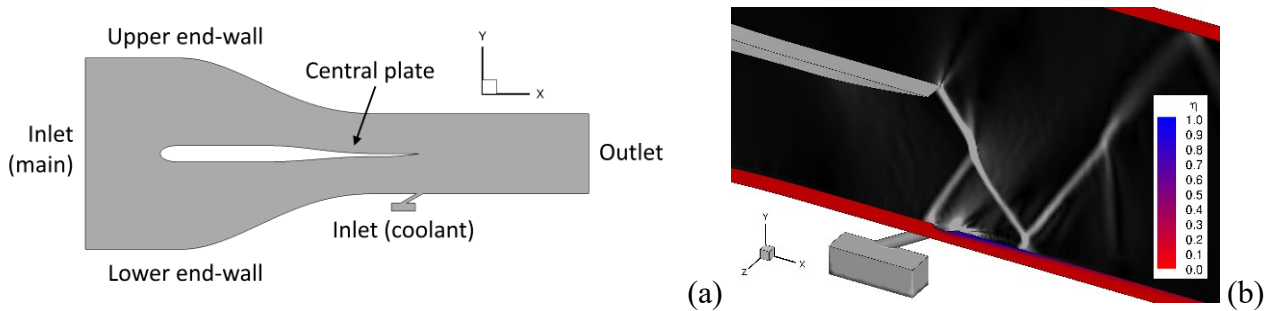 Upper end-wall
Central plate
Y
X
Inlet
(main)
Outlet
Inlet (coolant)
Lower end-wall
(a)
η
1.0
0.9
0.8
0.7
0.6
0.5
0.4
0.3
0.2
0.1
0.0
Y
X
Z
(b)